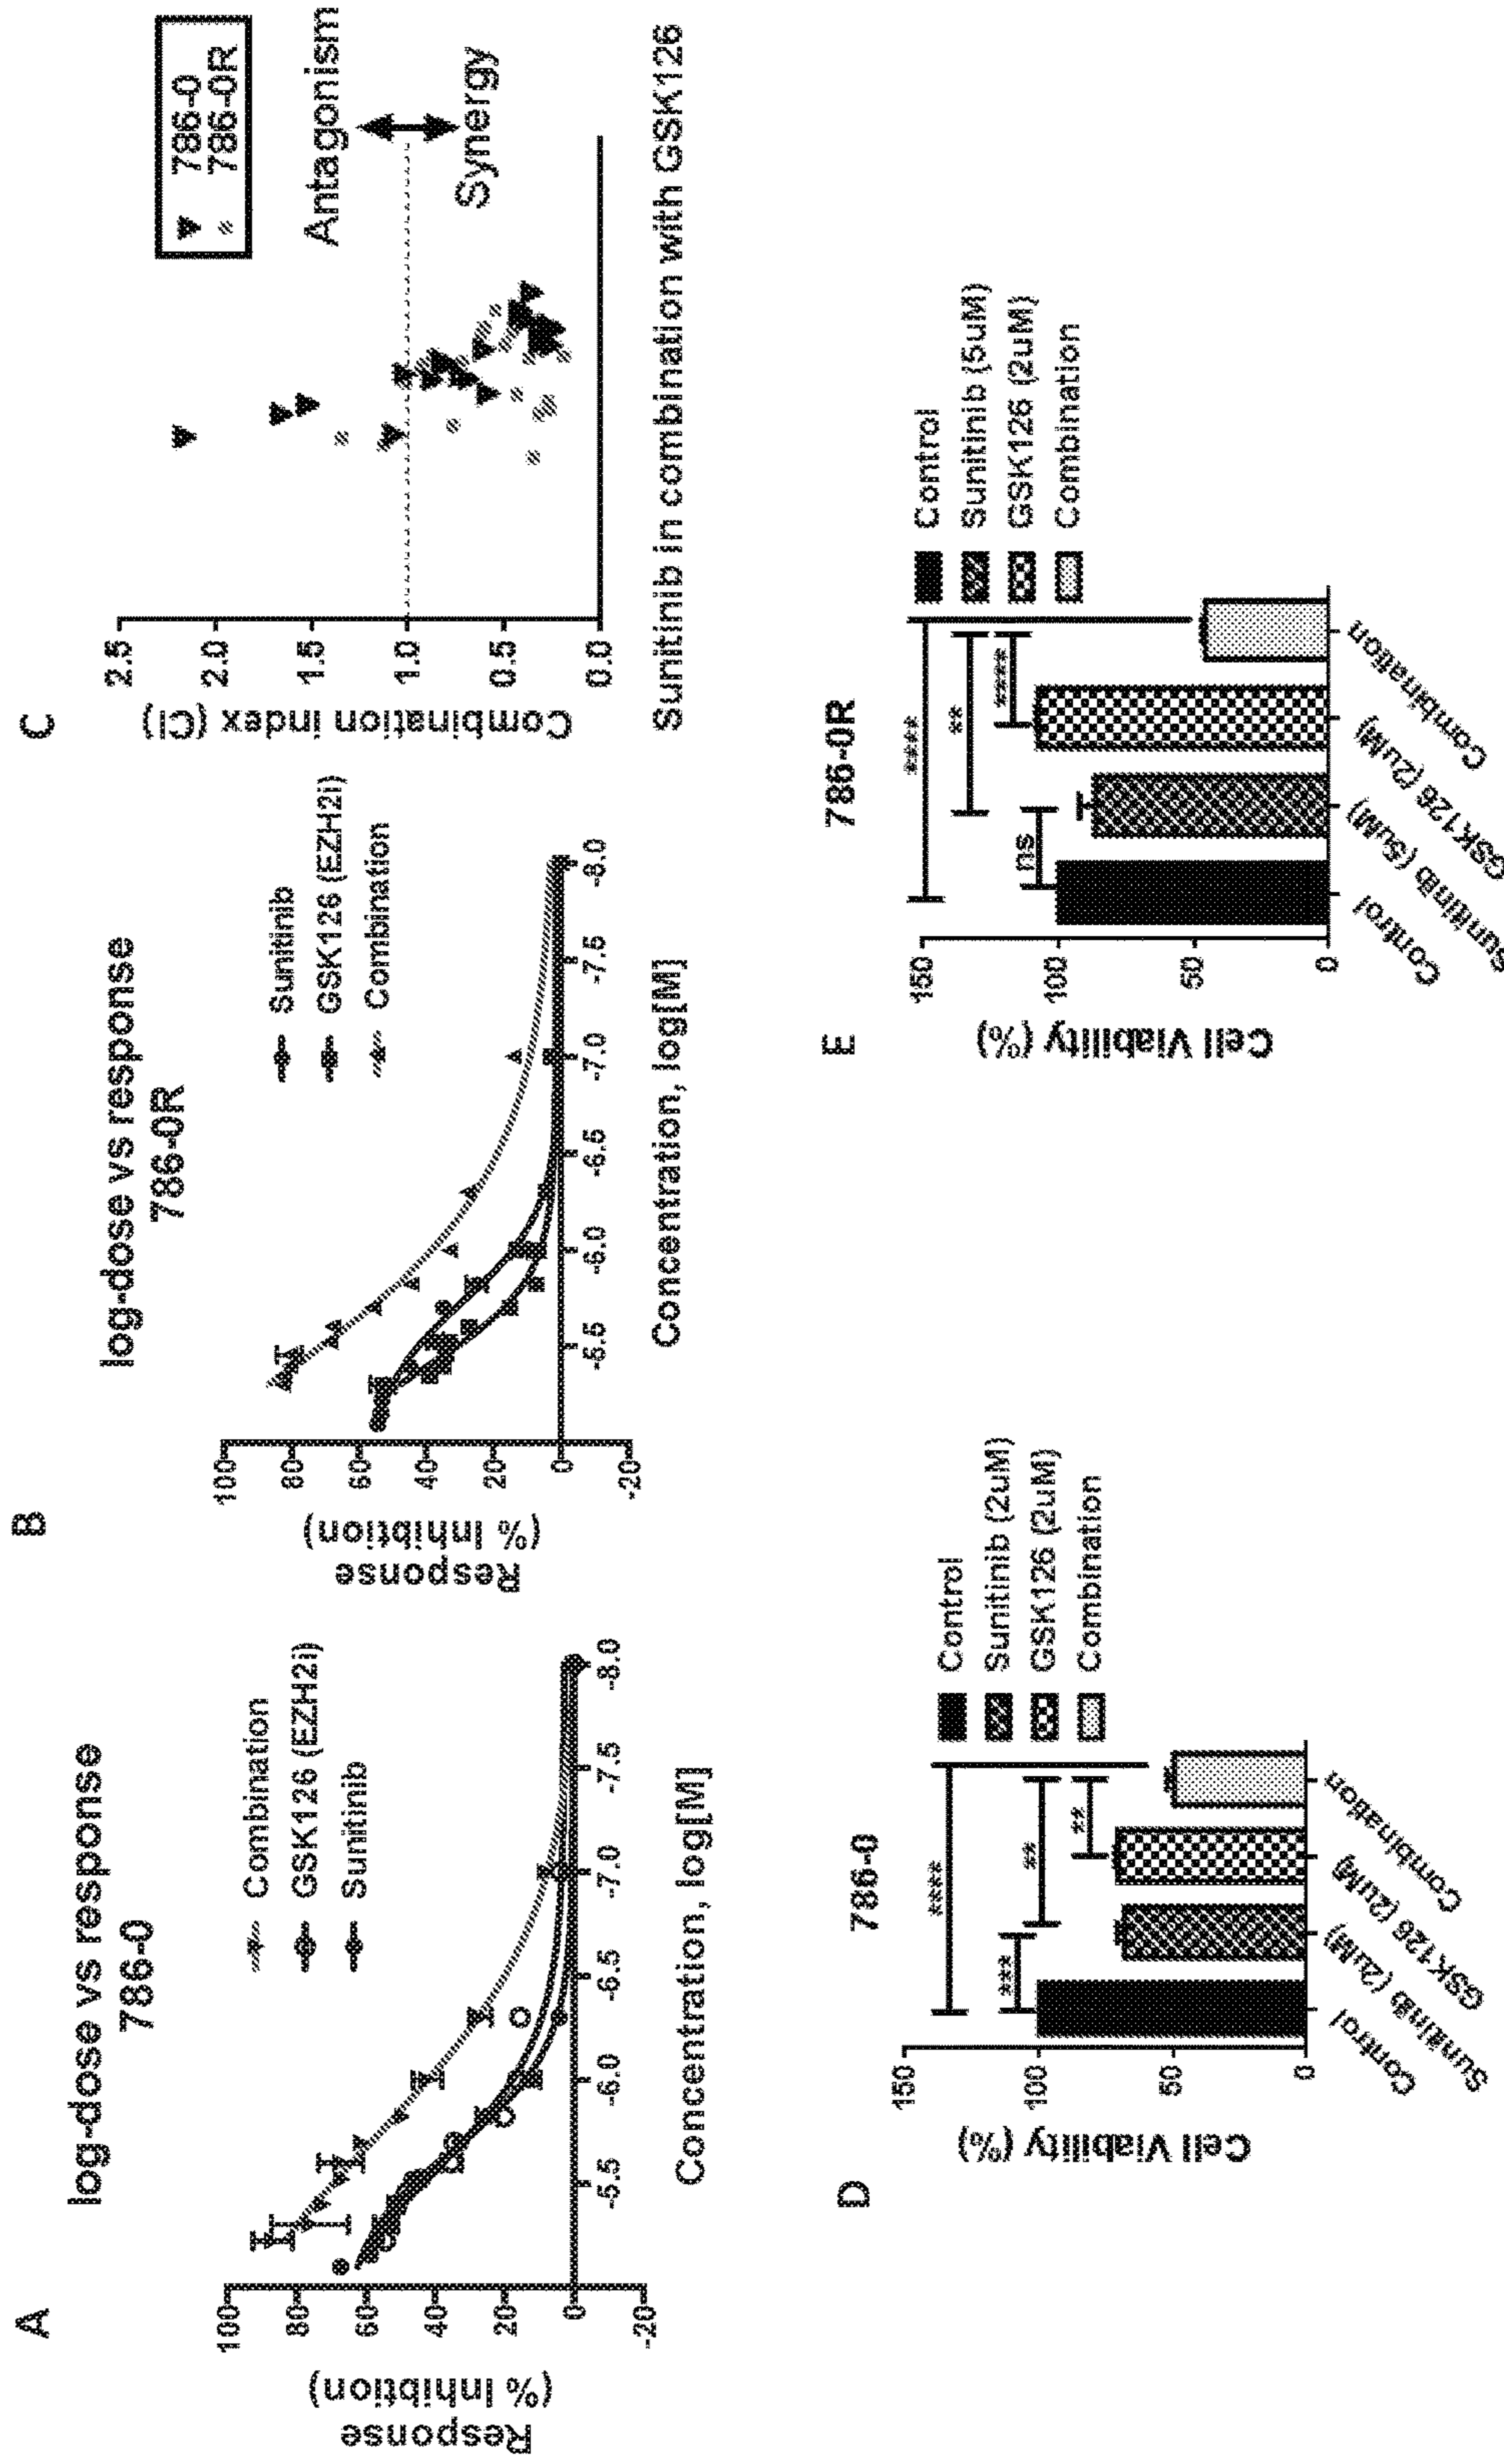 A
log-dose vs response
786-0
Response
(% Inhibtion)
100
80
60
40
20
0
-20
-5.5
-6.0
-6.5
-7.0
-7.5
-8.0
Concentration, log[M]
Combination
GSK126 (EZH2i)
Sunitinib
B
log-dose vs response
786-0R
Response
(% Inhibtion)
100
80
60
40
20
0
-20
-5.5
-6.0
-6.5
-7.0
-7.5
-8.0
Concentration, log[M]
Sunitinib
GSK126 (EZH2i)
Combination
C
Combination index (CI)
2.5
2.0
1.5
1.0
0.5
0.0
786-0
786-0R
Antagonism
Synergy
Sunitinib in combination with GSK126
D
786-0
Cell Viability (%)
150
100
50
0
****
***
**
**
Control
Sunitinib (2uM)
GSK126 (2uM)
Combination
Control
Sunitinib (2uM)
GSK126 (2uM)
Combination
E
786-0R
Cell Viability (%)
150
100
50
0
****
**
****
ns
Control
Sunitinib (5uM)
GSK126 (2uM)
Combination
Control
Sunitinib (5uM)
GSK126 (2uM)
Combination